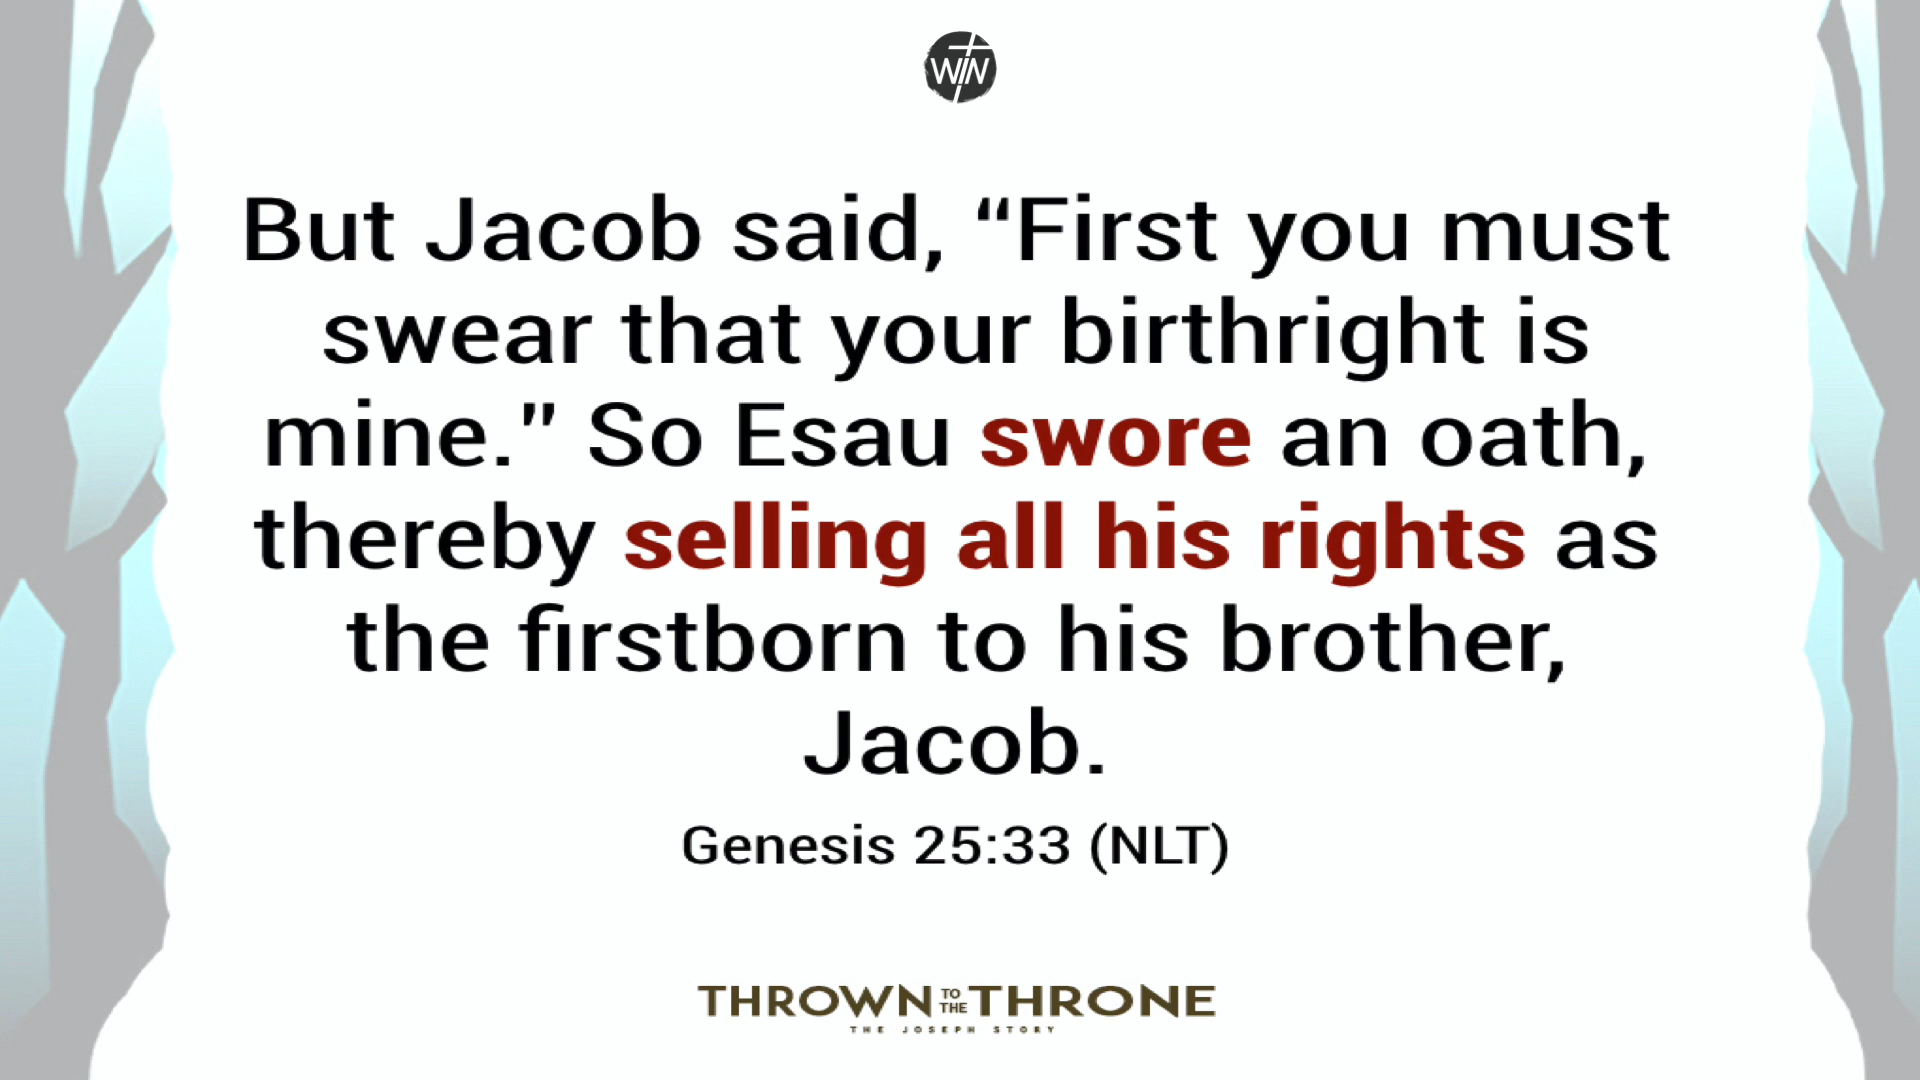 WIN
But Jacob said, “First you must
swear that your birthright is
mine." So Esau swore an oath,
thereby selling all his rights as
the firstborn to his brother,
Jacob.
Genesis 25:33 (NLT)
THROWN TO THE THRONE
THE JOSEPH STORY